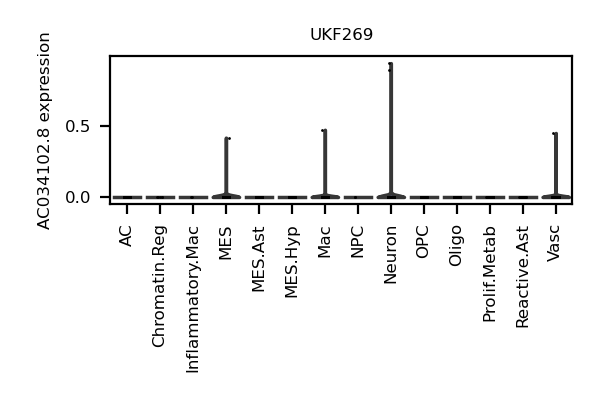 UKF269
AC034102.8 expression
0.5
0.0
AC
Chromatin.Reg
Inflammatory.Mac
MES
MES.Ast
MES.Hyp
Mac
NPC
Neuron
OPC
Oligo
Prolif.Metab
Reactive.Ast
Vasc